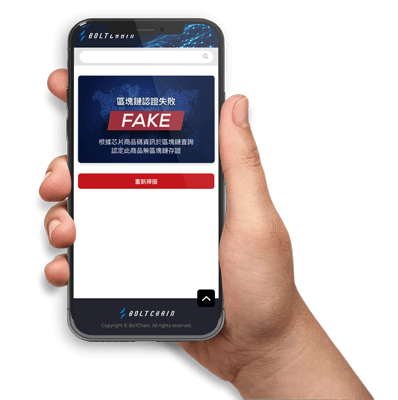 BOLTCHAIN
區塊鏈認證失敗
FAKE
根據芯片商品碼資訊於區塊鏈查詢
認定此商品無區塊鏈存證
重新掃描
BOLTCHAIN
Copyright © BoltChain. All rights reserved.